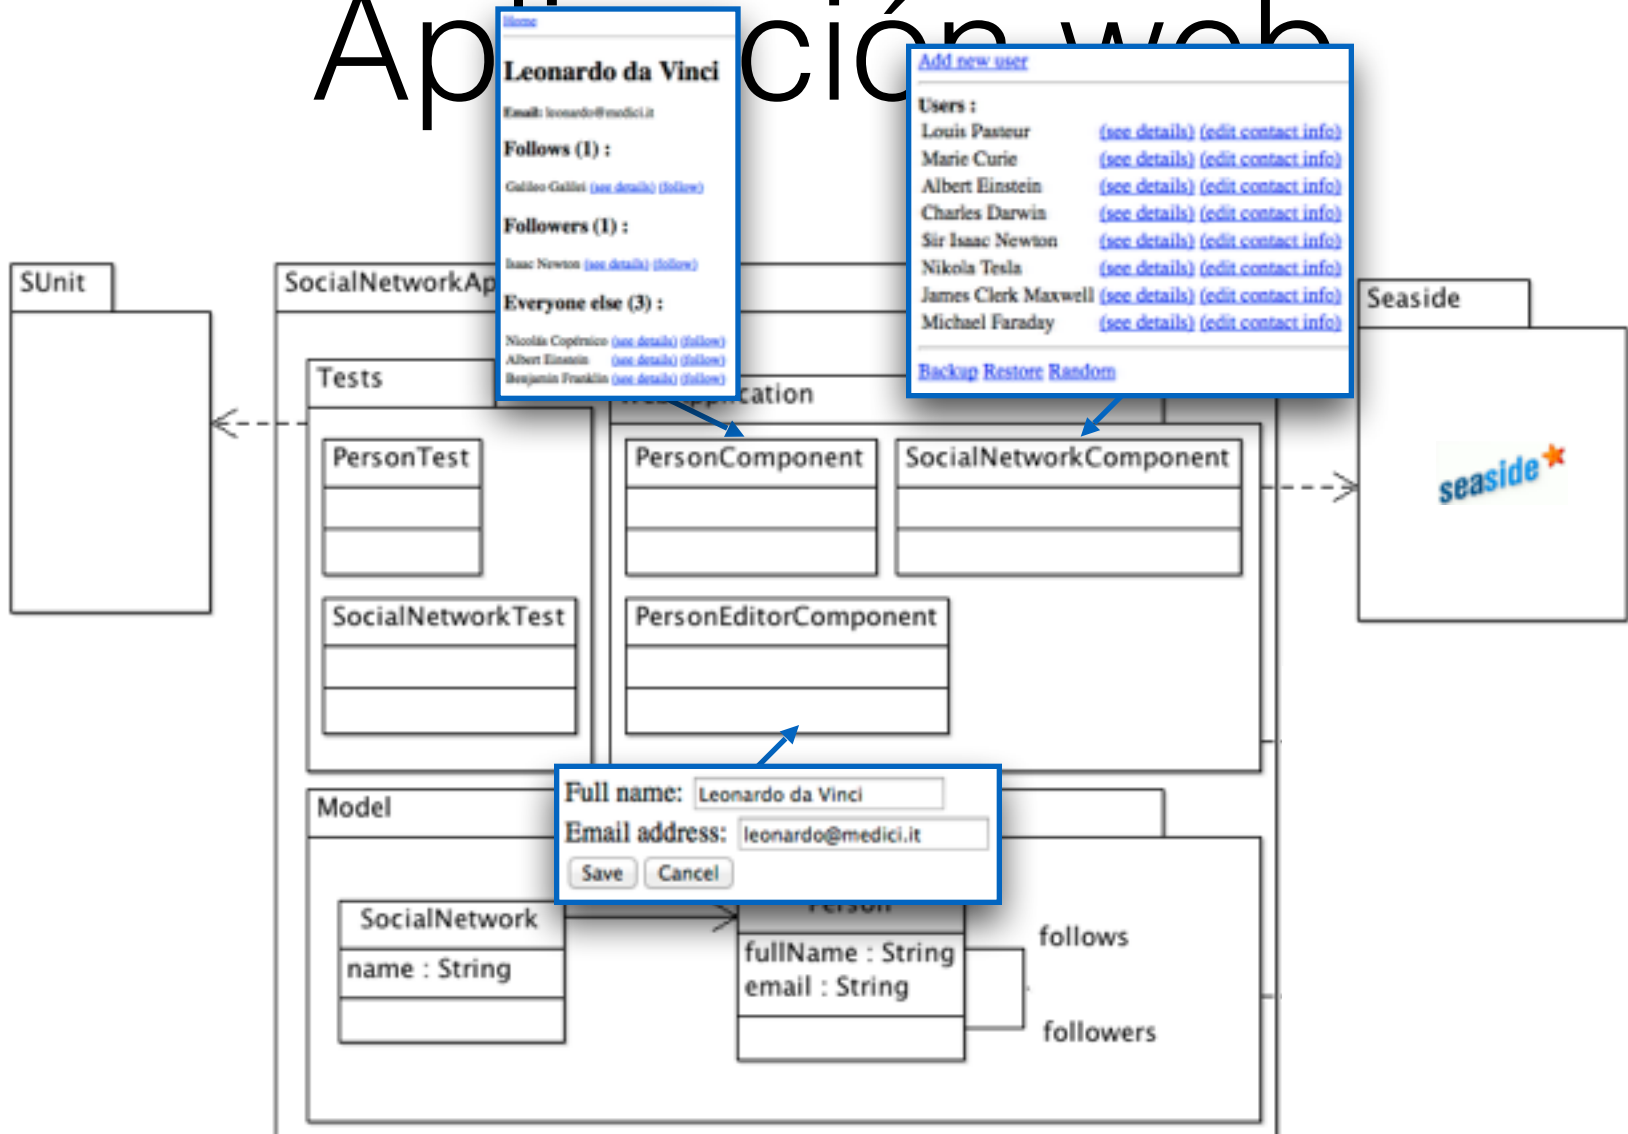 Ap ción web
Home
Leonardo da Vinci
Email: leonardo@medici.it
Follows (1) :
Galileo Galilei (see details) (follow)
Followers (1) :
Isaac Newton (see details) (follow)
Everyone else (3) :
Nicolás Copérnico (see details) (follow)
Albert Einstein (see details) (follow)
Benjamin Franklin (see details) (follow)
Add new user
Users :
Louis Pasteur (see details) (edit contact info)
Marie Curie (see details) (edit contact info)
Albert Einstein (see details) (edit contact info)
Charles Darwin (see details) (edit contact info)
Sir Isaac Newton (see details) (edit contact info)
Nikola Tesla (see details) (edit contact info)
James Clerk Maxwell (see details) (edit contact info)
Michael Faraday (see details) (edit contact info)
Backup Restore Random
SUnit
SocialNetworkAp
Seaside
seaside
Tests
WebApplication
PersonTest
PersonComponent
SocialNetworkComponent
SocialNetworkTest
PersonEditorComponent
Full name: Leonardo da Vinci
Email address: leonardo@medici.it
Save Cancel
Model
SocialNetwork
name : String
Person
fullName : String
email : String
follows
followers